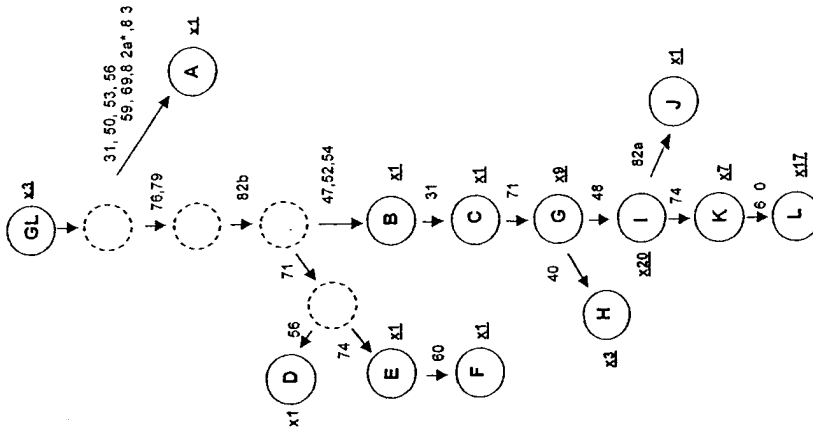 GL
x3
31, 50, 53, 56
59, 69,8 2a* ,8 3
A
x1
76,79
82b
71
47,52,54
56
74
D
x1
E
x1
60
F
x1
B
x1
31
C
x1
71
G
x9
40
48
H
x3
I
x20
82a
J
x1
74
K
x7
6 0
L
x17